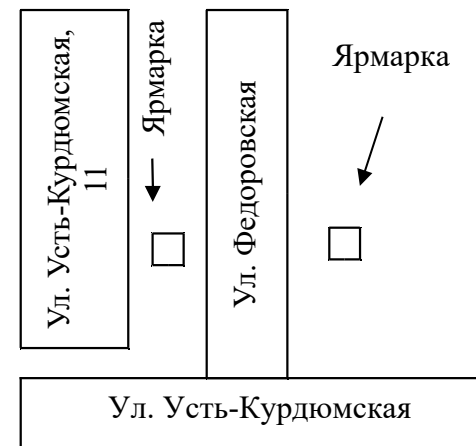 Ул. Усть-Курдюмская,
11
Ярмарка
Ул. Федоровская
Ярмарка
Ул. Усть-Курдюмская